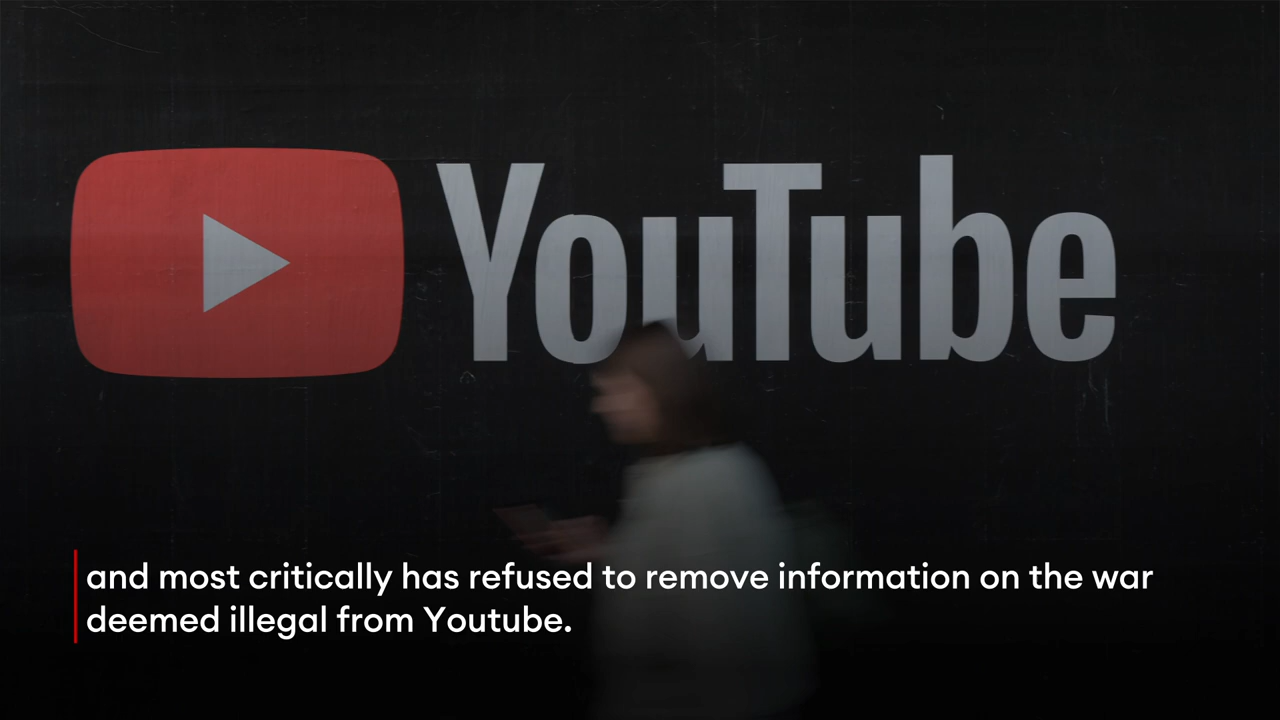 YouTube
and most critically has refused to remove information on the war
deemed illegal from Youtube.